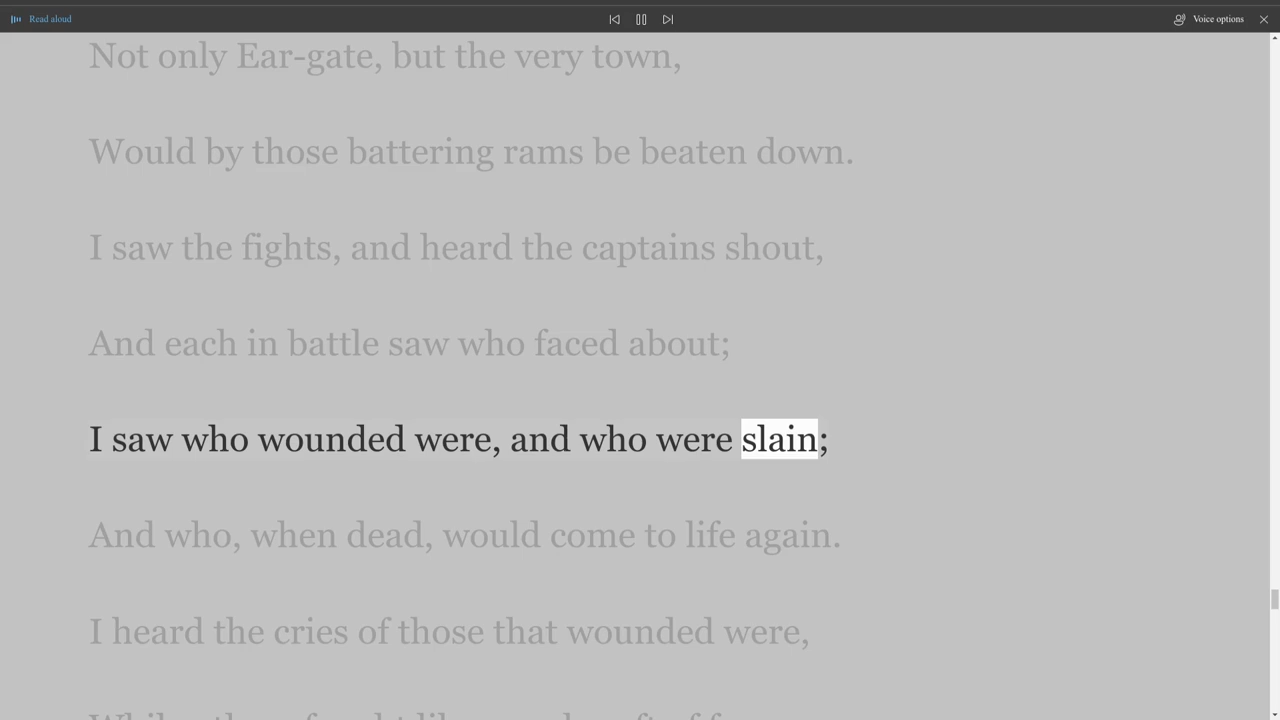 Read aloud
Voice options
Not only Ear-gate, but the very town,
Would by those battering rams be beaten down.
I saw the fights, and heard the captains shout,
And each in battle saw who faced about;
I saw who wounded were, and who were slain;
And who, when dead, would come to life again.
I heard the cries of those that wounded were,